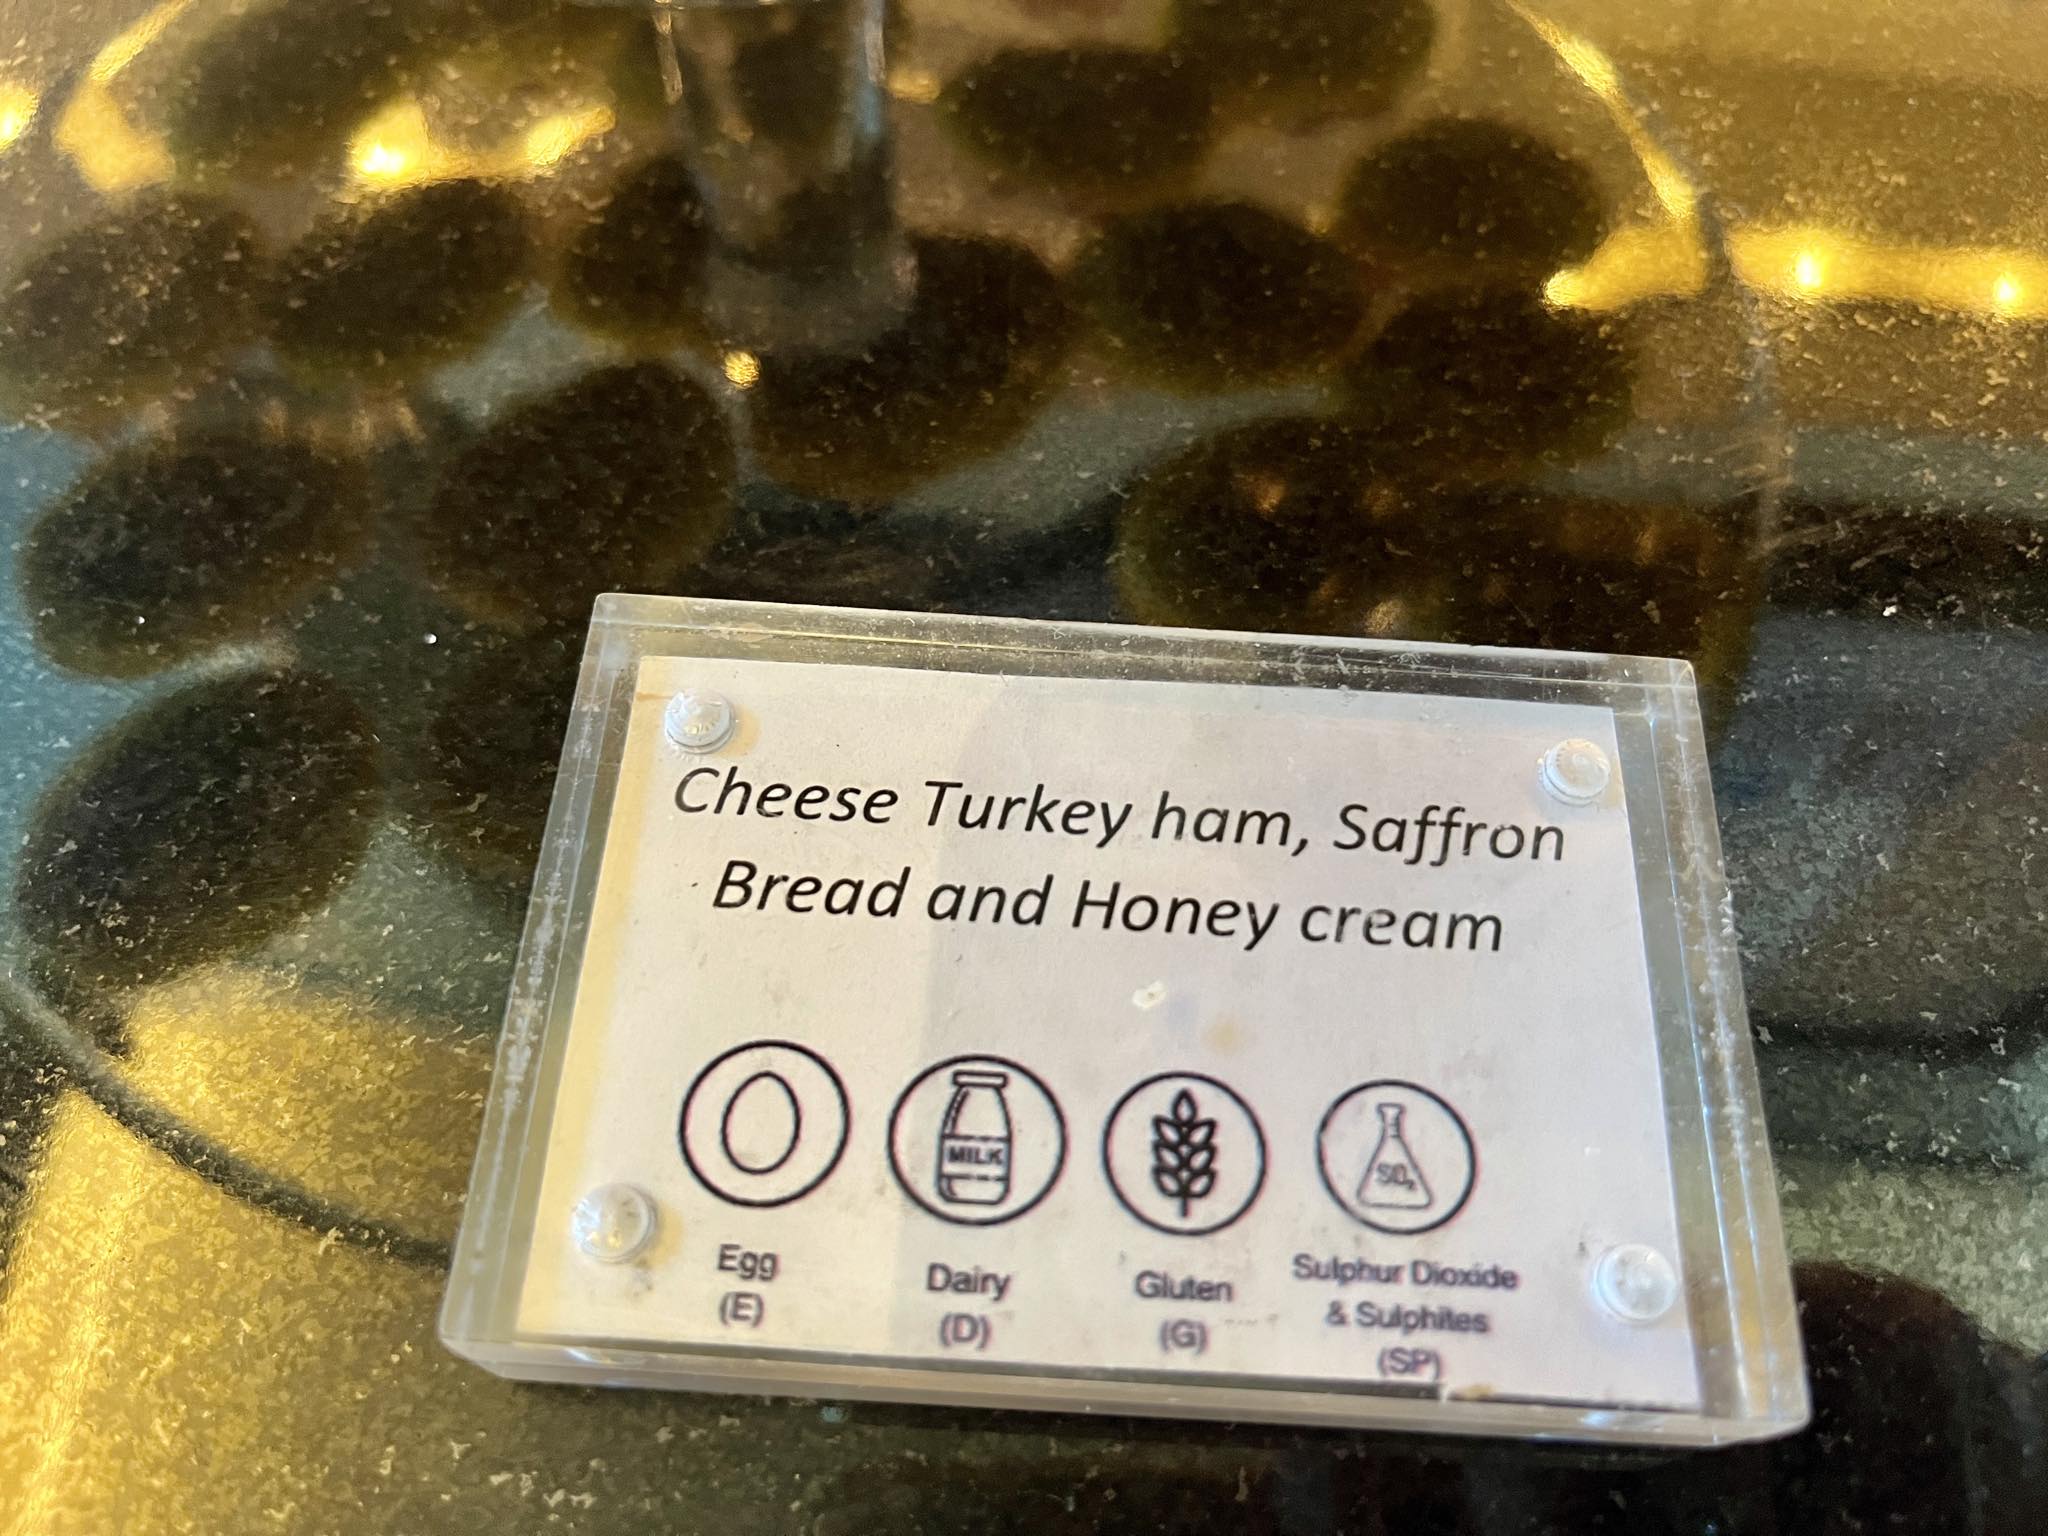 Cheese Turkey ham, Saffron
Bread and Honey cream
MILK
SO₂
Egg
(E)
Dairy
(D)
Gluten
(G)
Sulphur Dioxide
& Sulphites
(SP)